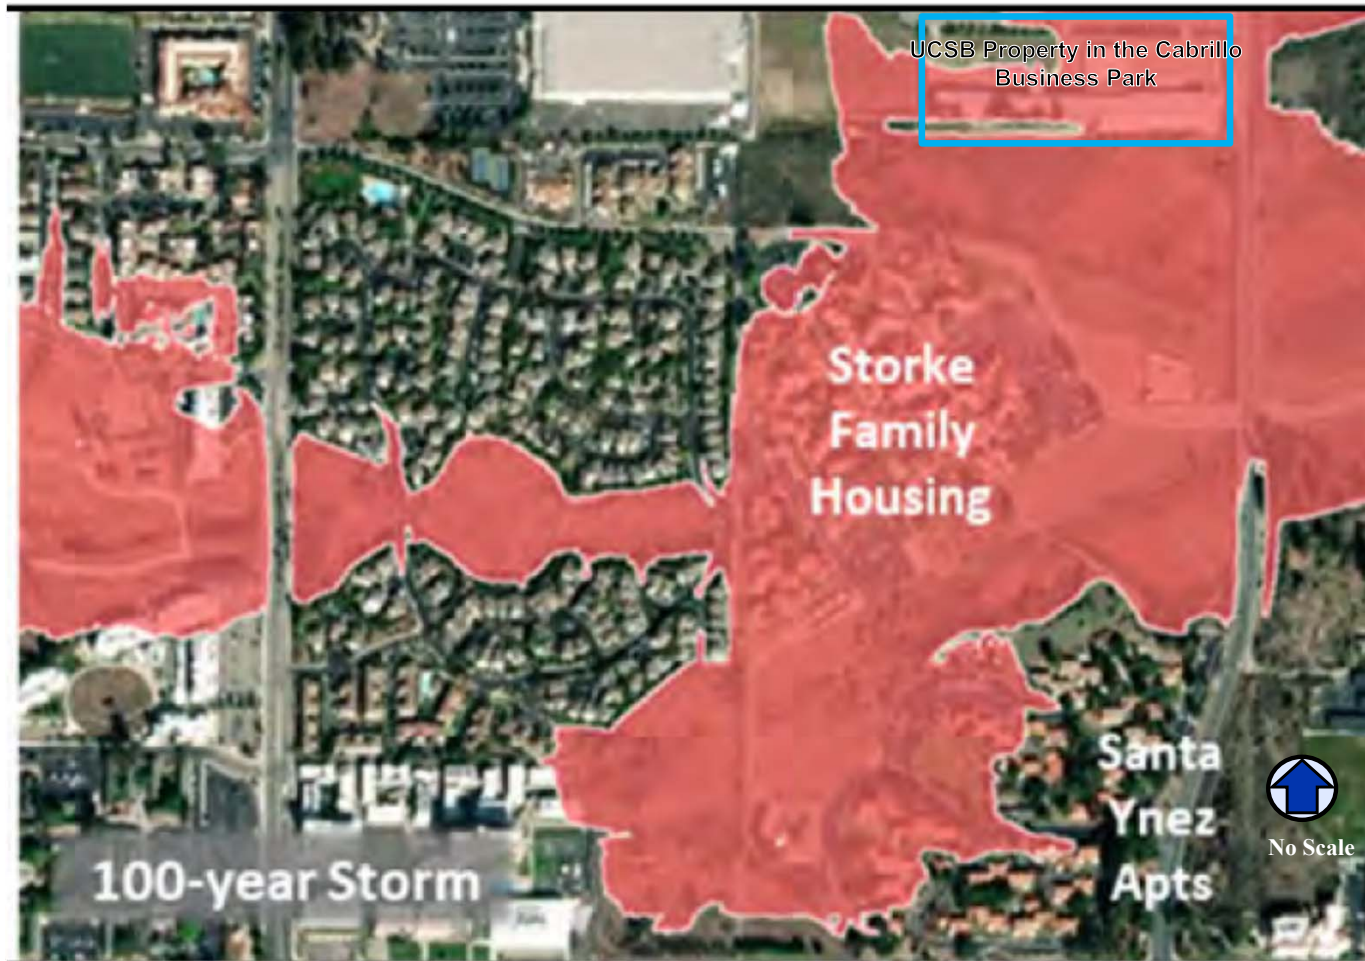 UCSB Property in the Cabrillo
Business Park
Storke
Family
Housing
Santa
Ynez
Apts
No Scale
100-year Storm